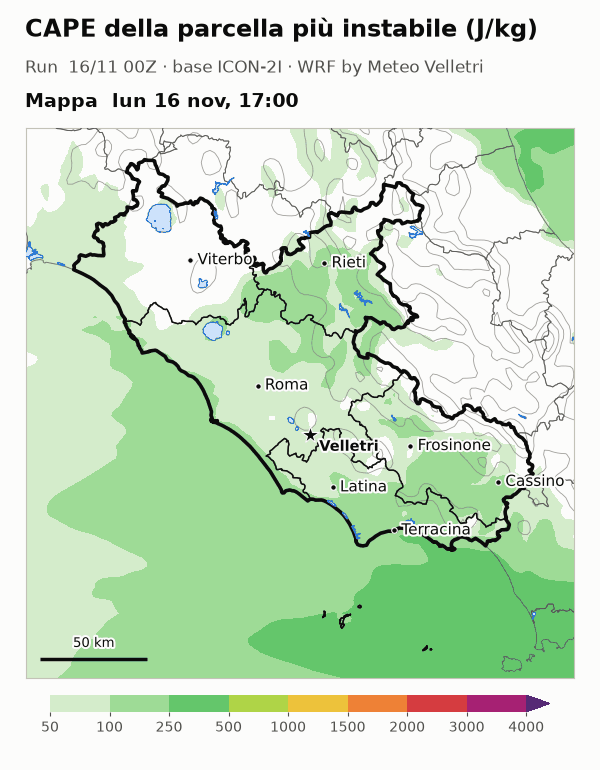 CAPE della parcella più instabile (J/kg)
Run  16/11 00Z · base ICON-2I · WRF by Meteo Velletri
Mappa  lun 16 nov, 17:00
Viterbo
Rieti
Roma
Velletri
Frosinone
Latina
Cassino
Terracina
50 km
50 100 250 500 1000 1500 2000 3000 4000